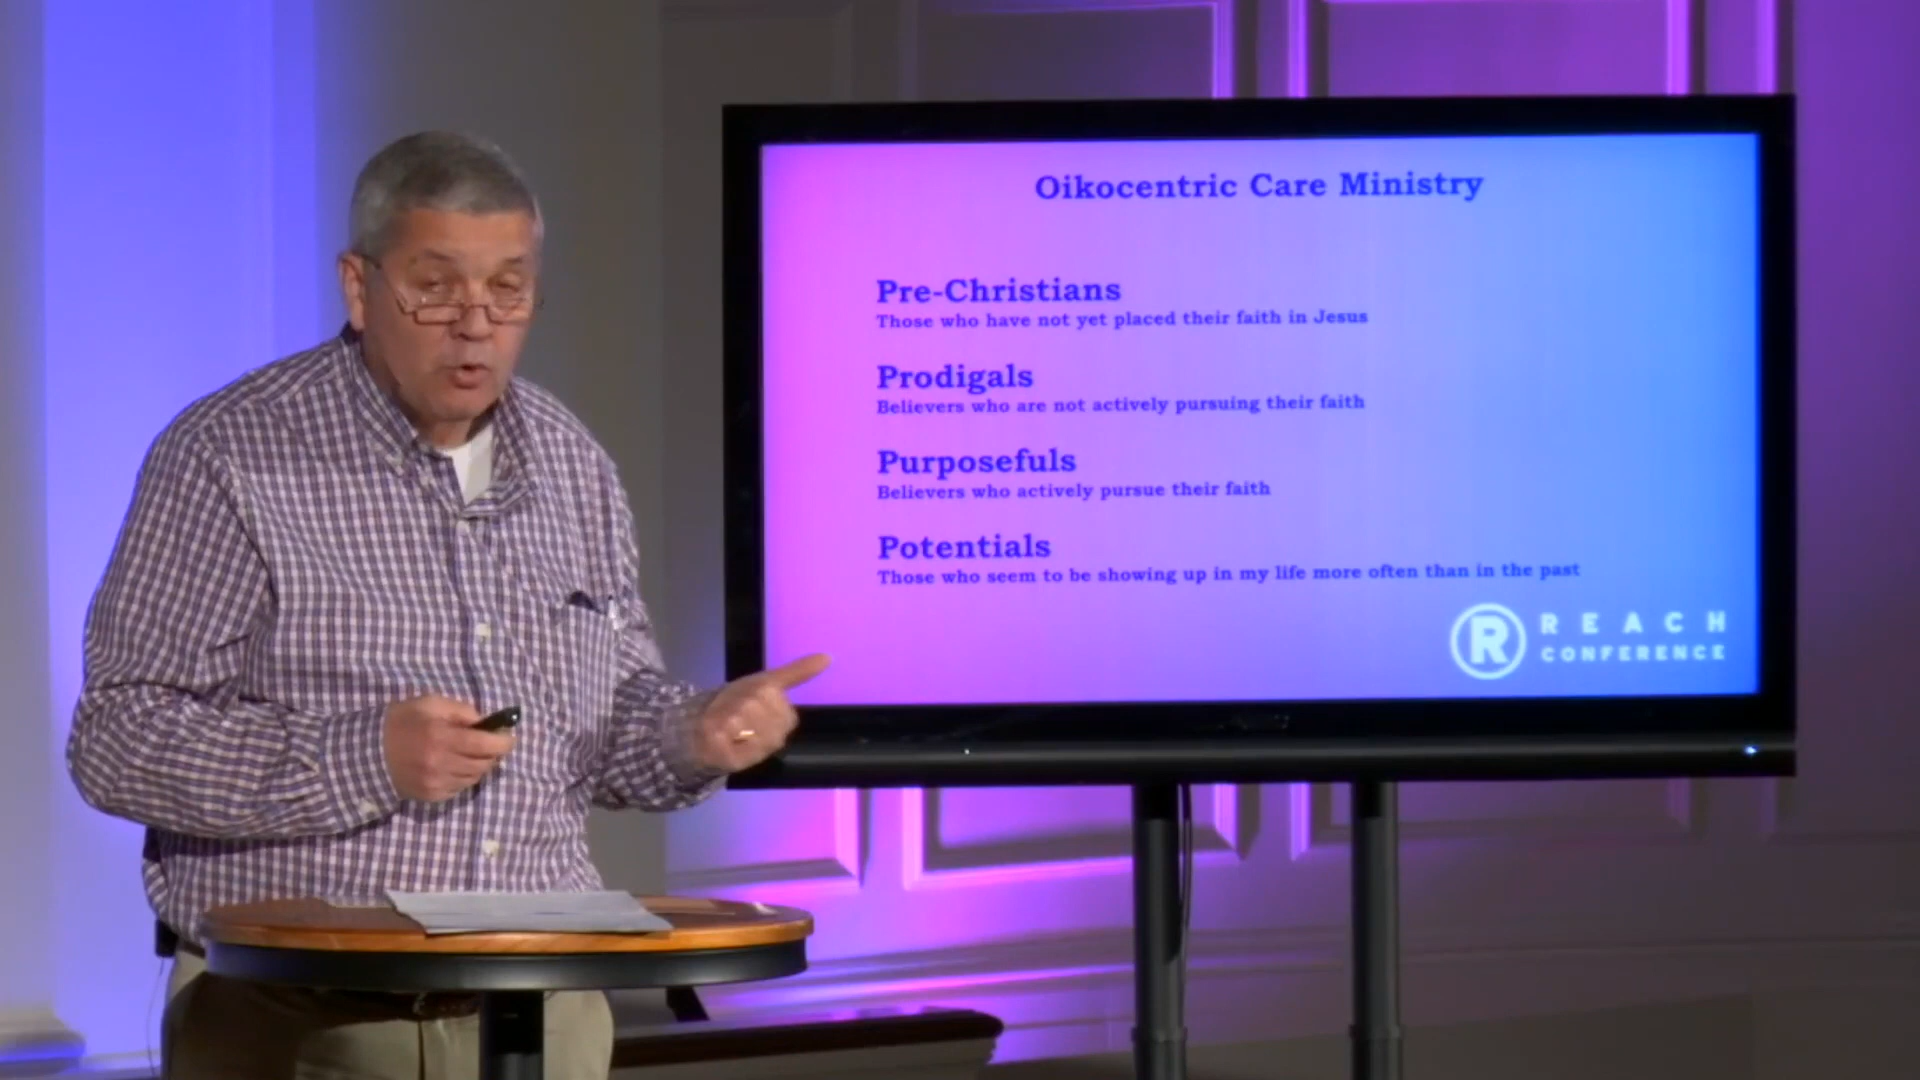 Oikocentric Care Ministry
Pre-Christians
Those who have not yet placed their faith in Jesus
Prodigals
Believers who are not actively pursuing their faith
Purposefuls
Believers who actively pursue their faith
Potentials
Those who seem to be showing up in my life more often than in the past
R REACH
CONFERENCE